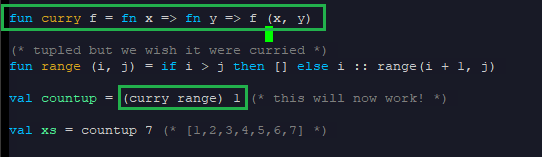 fun curry f = fn x => fn y => f (x, y)
(* tupled but we wish it were curried *)
fun range (i, j) = if i > j then [] else i :: range(i + 1, j)
val countup = (curry range) 1 (* this will now work! *)
val xs = countup 7 (* [1,2,3,4,5,6,7] *)